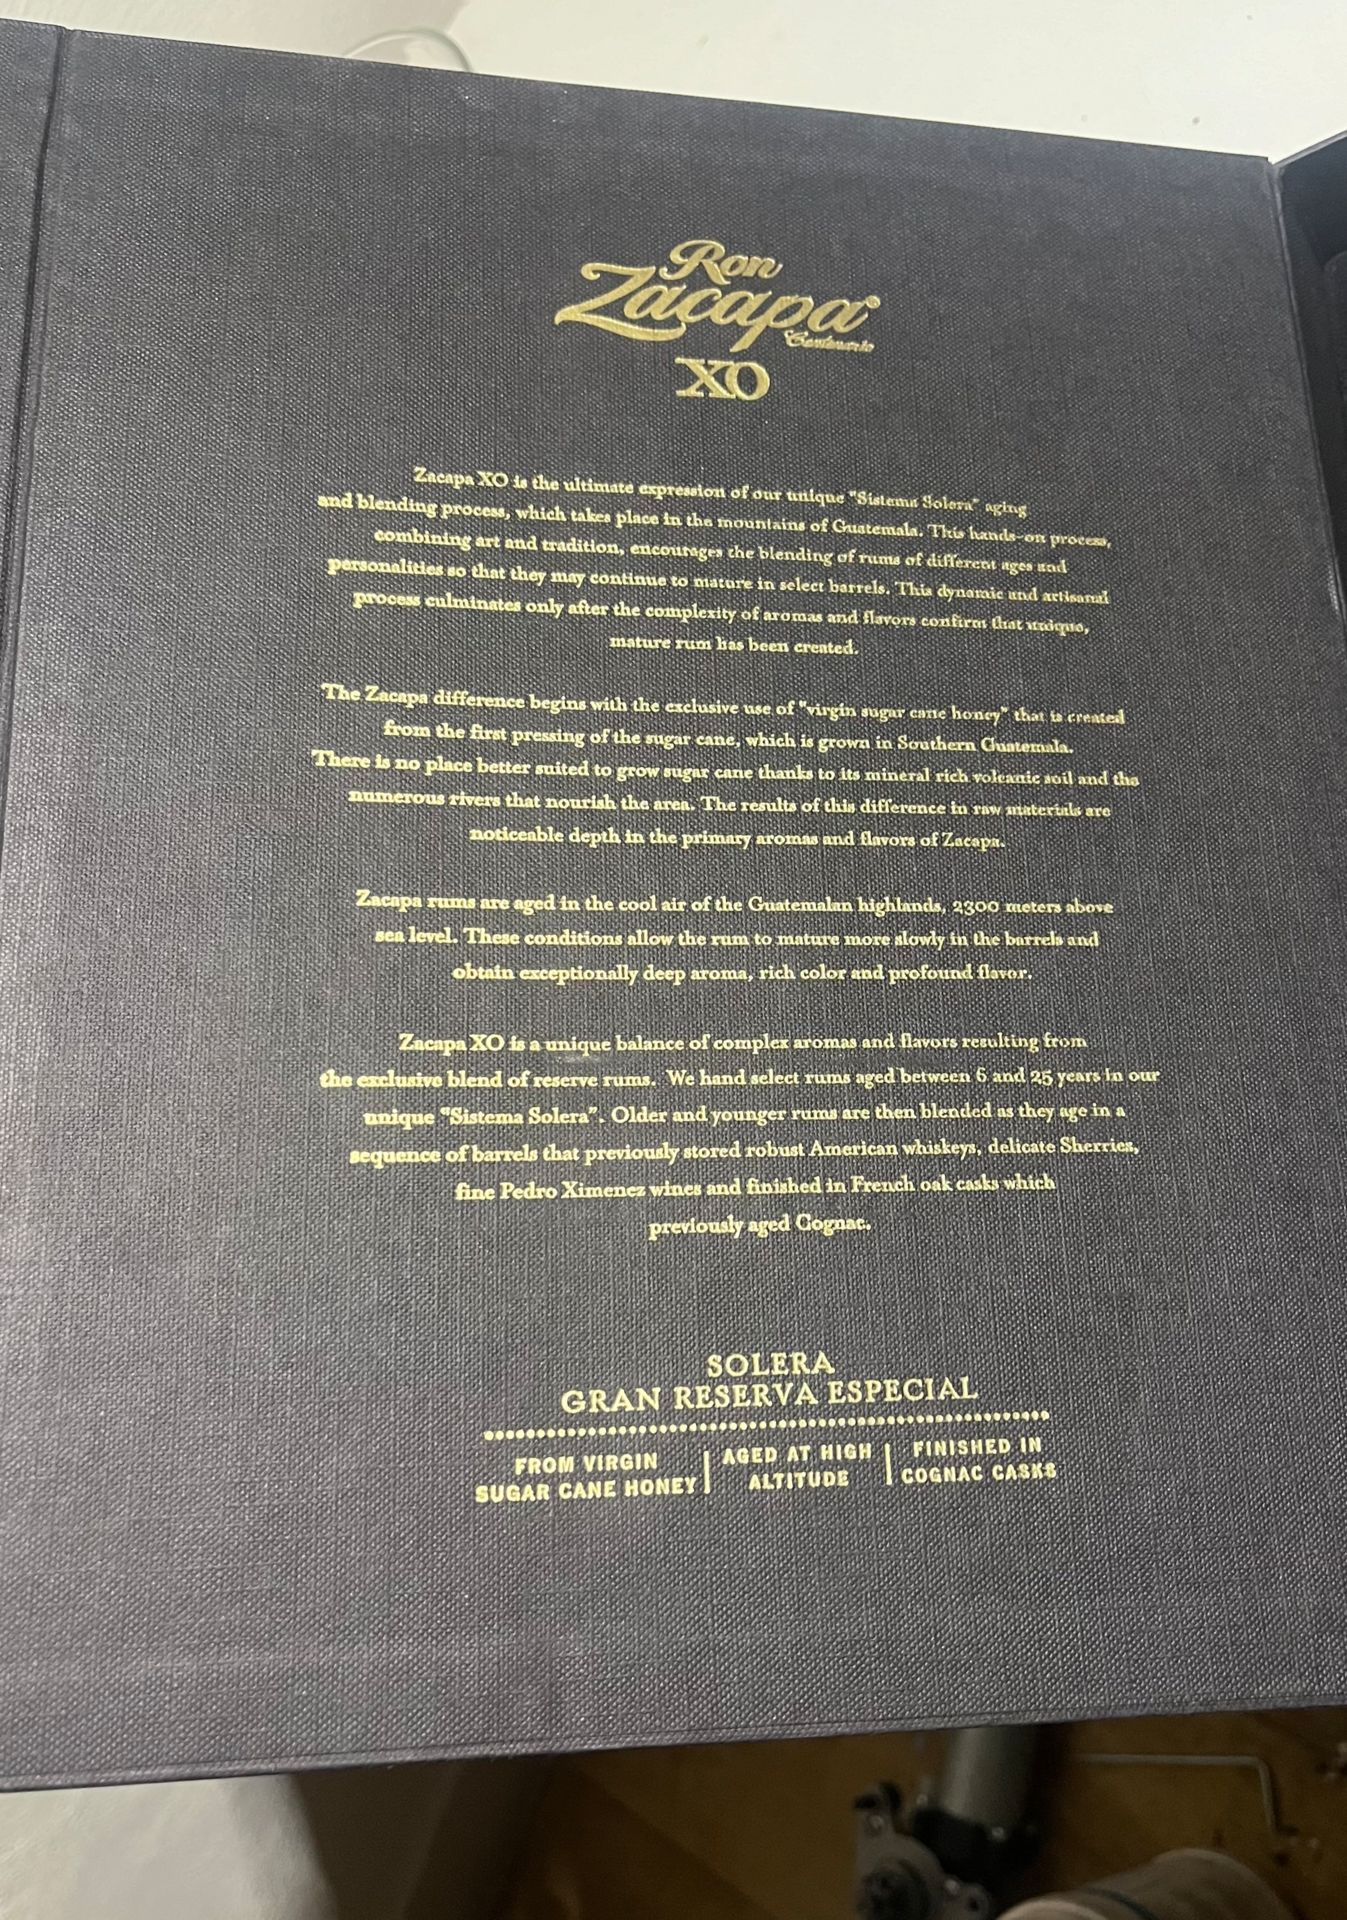 Ron
Zacapa
Centenario
XO
Zacapa XO is the ultimate expression of our unique "Sistema Solera" aging
and blending process, which takes place in the mountains of Guatemala. This hands-on process,
combining art and tradition, encourages the blending of rums of different ages and
personalities so that they may continue to mature in select barrels. This dynamic and artisanal
process culminates only after the complexity of aromas and flavors confirm that unique,
mature rum has been created.
The Zacapa difference begins with the exclusive use of "virgin sugar cane honey" that is created
from the first pressing of the sugar cane, which is grown in Southern Guatemala.
There is no place better suited to grow sugar cane thanks to its mineral rich volcanic soil and the
numerous rivers that nourish the area. The results of this difference in raw materials are
noticeable depth in the primary aromas and flavors of Zacapa.
Zacapa rums are aged in the cool air of the Guatemalan highlands, 2300 meters above
sea level. These conditions allow the rum to mature more slowly in the barrels and
obtain exceptionally deep aroma, rich color and profound flavor.
Zacapa XO is a unique balance of complex aromas and flavors resulting from
the exclusive blend of reserve rums. We hand select rums aged between 6 and 25 years in our
unique "Sistema Solera". Older and younger rums are then blended as they age in a
sequence of barrels that previously stored robust American whiskeys, delicate Sherries,
fine Pedro Ximenez wines and finished in French oak casks which
previously aged Cognac.
SOLERA
GRAN RESERVA ESPECIAL
FROM VIRGIN
SUGAR CANE HONEY
AGED AT HIGH
ALTITUDE
FINISHED IN
COGNAC CASKS